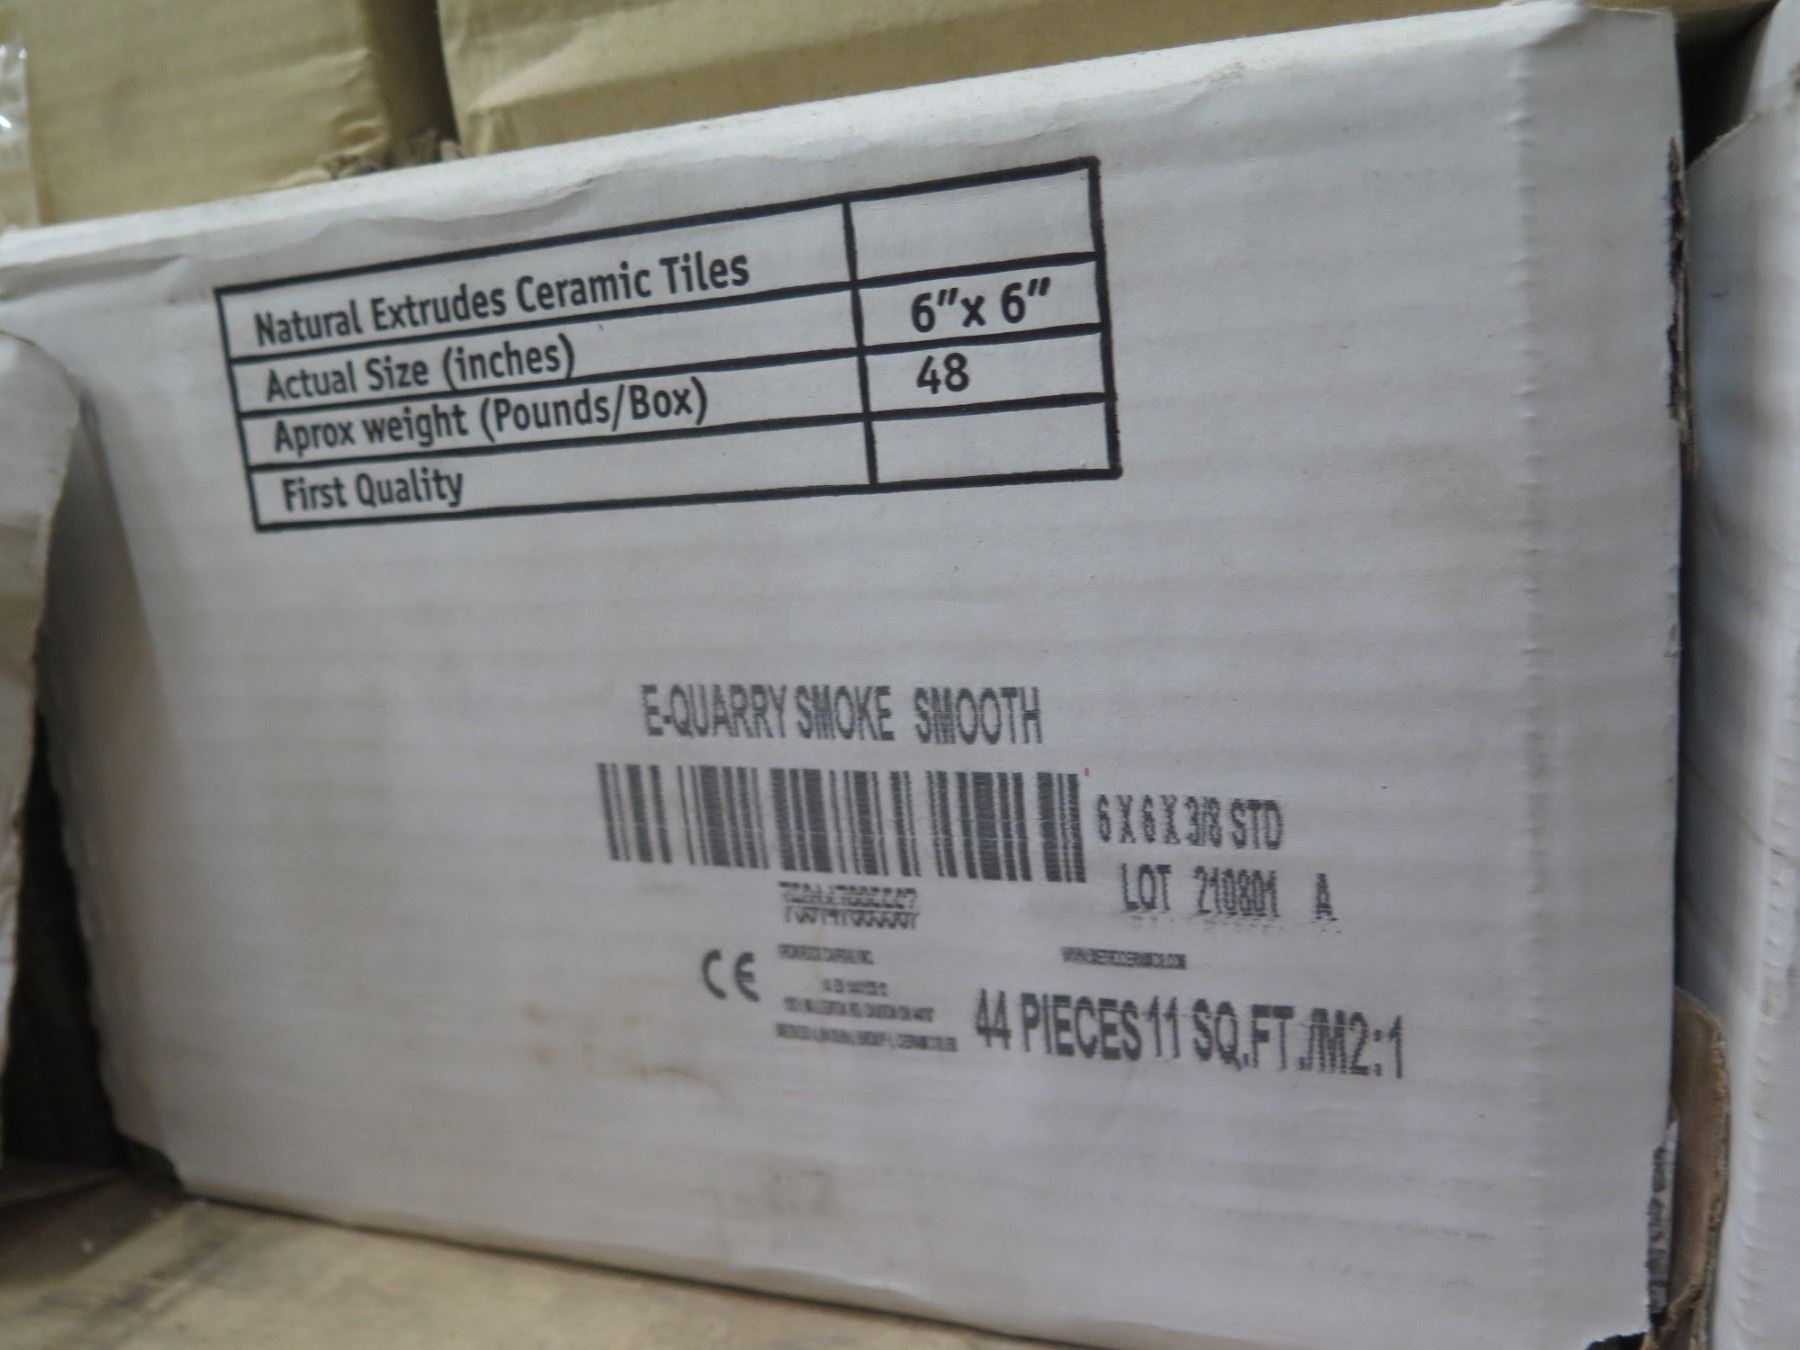 Natural Extrudes Ceramic Tiles
Actual Size (inches) 6"x 6"
Aprox weight (Pounds/Box) 48
First Quality
E-QUARRY SMOKE SMOOTH
6 X 6 X 3/8 STD
LOT 210801 A
CE
44 PIECES 11 SQ.FT./M2:1